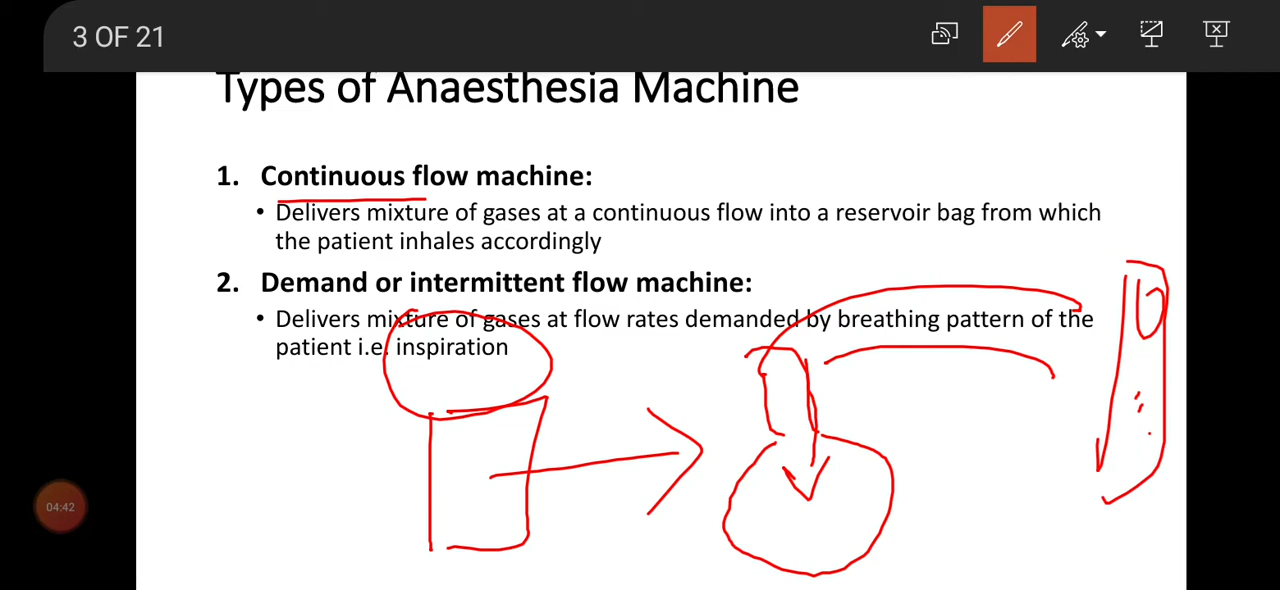 3 OF 21
Types of Anaesthesia Machine
1. Continuous flow machine:
• Delivers mixture of gases at a continuous flow into a reservoir bag from which
the patient inhales accordingly
2. Demand or intermittent flow machine:
• Delivers mixture of gases at flow rates demanded by breathing pattern of the
patient i.e. inspiration
04:42